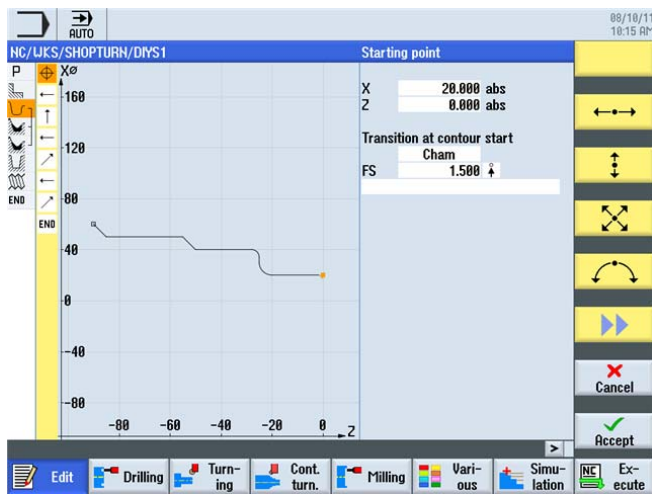 08/10/11
10:15 AM
AUTO
NC/WKS/SHOPTURN/DIYS1
Starting point
P
XØ
160
120
80
40
0
-40
-80
-80 -60 -40 -20 0 Z
END
END
X 20.000 abs
Z 0.000 abs
Transition at contour start
Cham
FS 1.500
Cancel
Accept
>
Edit
Drilling
Turn-
ing
Cont.
turn.
Milling
Vari-
ous
Simu-
lation
NC
Ex-
ecute